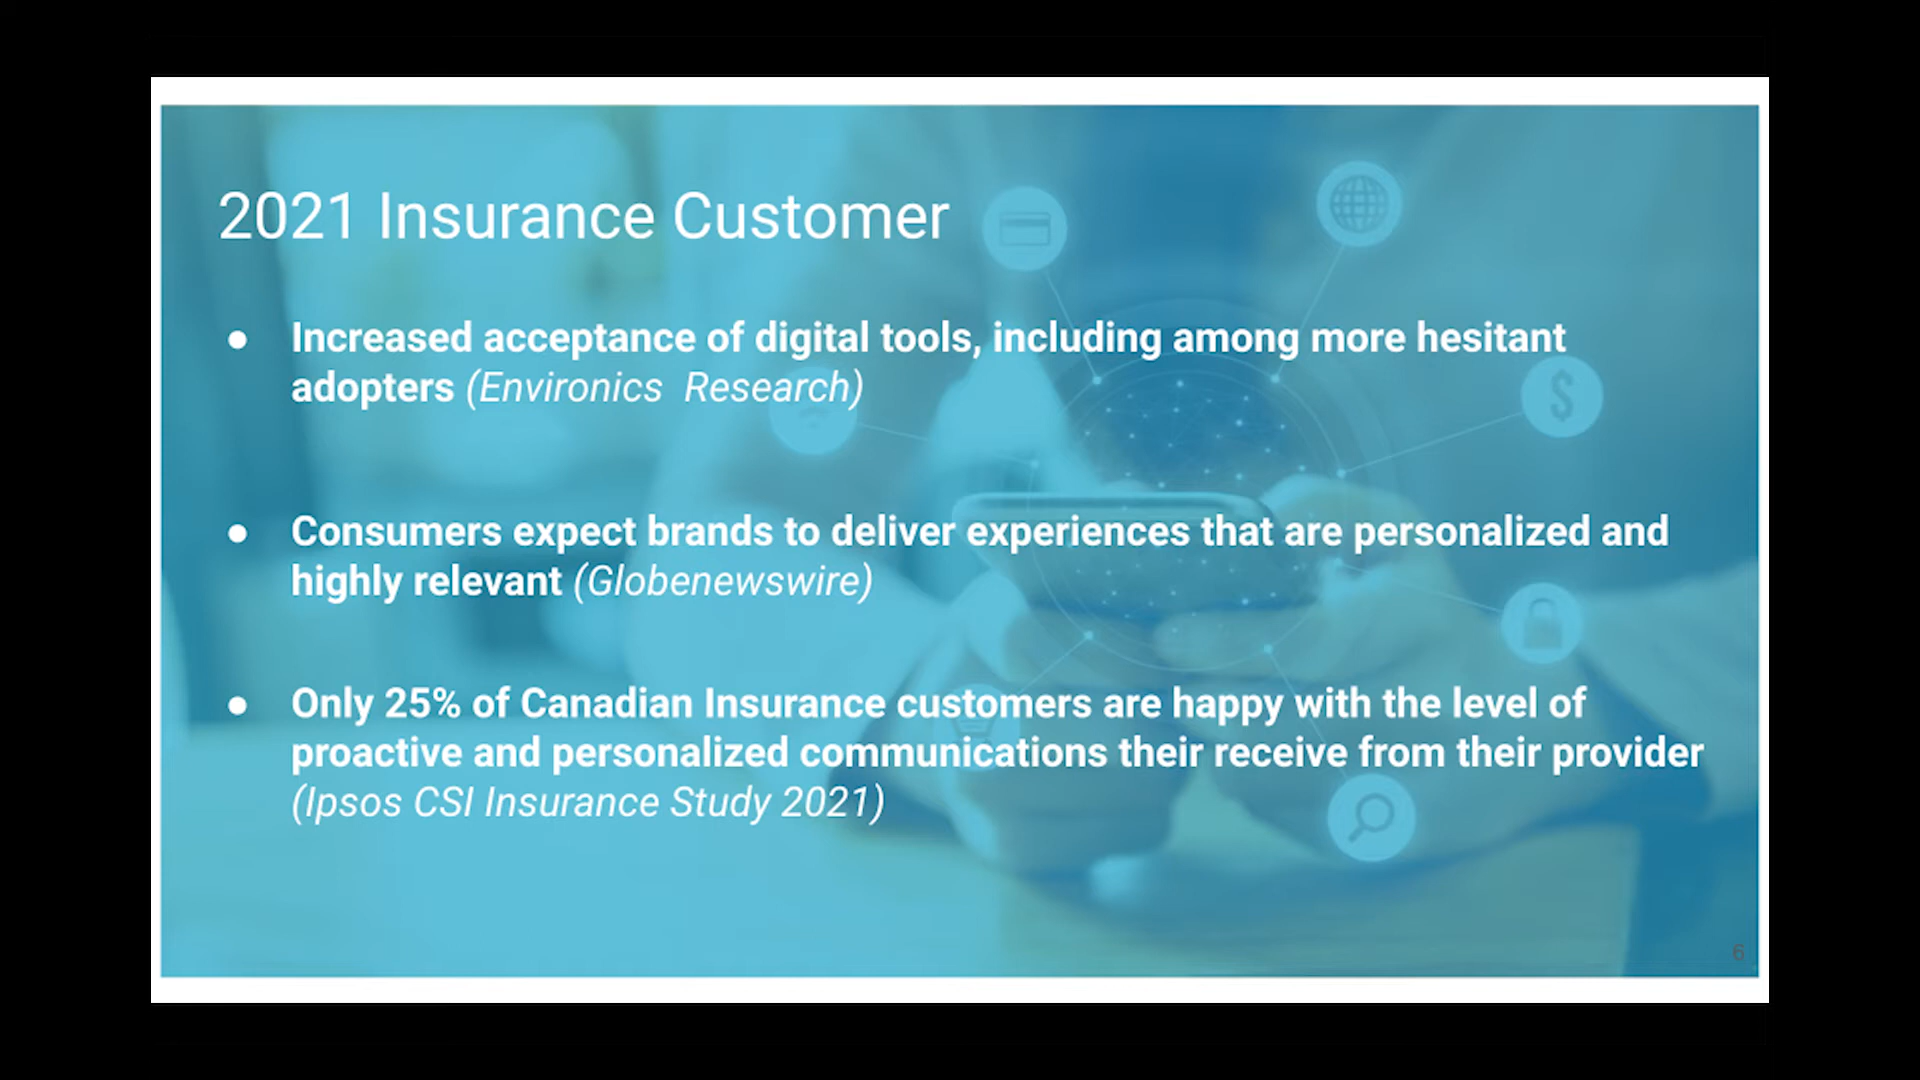 2021 Insurance Customer
● Increased acceptance of digital tools, including among more hesitant
adopters (Environics  Research)
● Consumers expect brands to deliver experiences that are personalized and
highly relevant (Globenewswire)
● Only 25% of Canadian Insurance customers are happy with the level of
proactive and personalized communications their receive from their provider
(Ipsos CSI Insurance Study 2021)
6